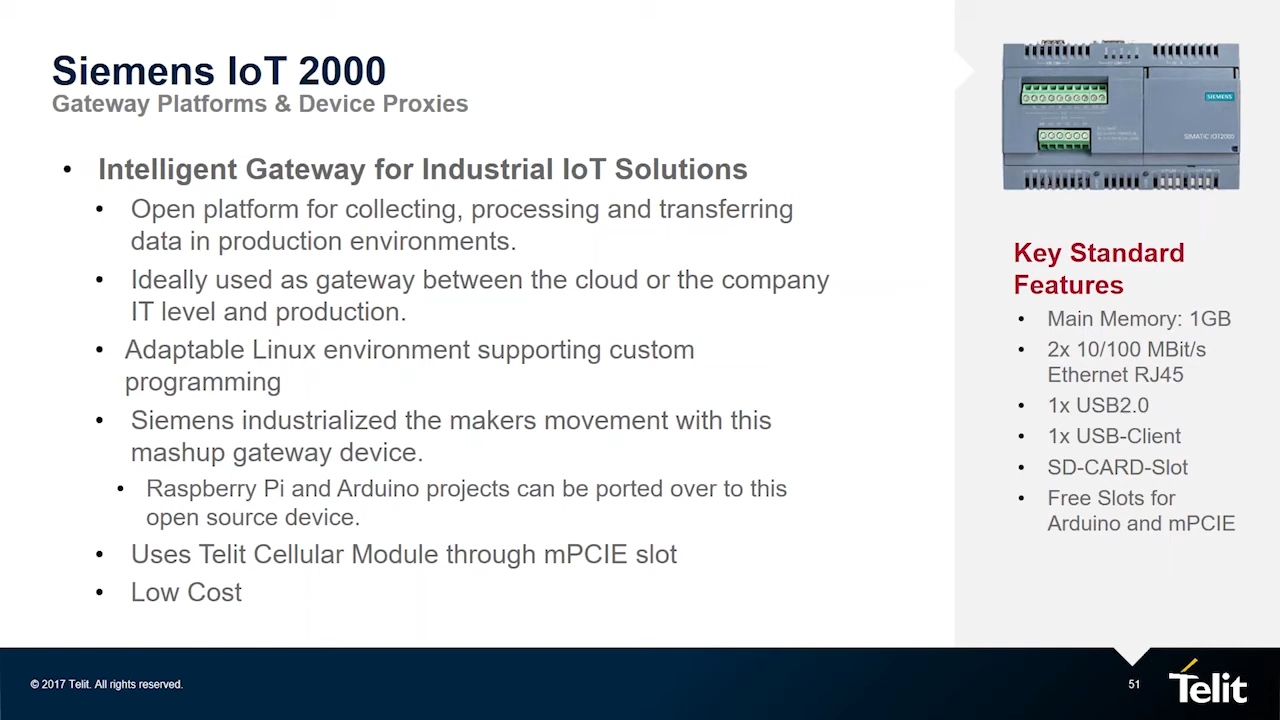 Siemens IoT 2000
Gateway Platforms & Device Proxies
• Intelligent Gateway for Industrial IoT Solutions
• Open platform for collecting, processing and transferring
data in production environments.
• Ideally used as gateway between the cloud or the company
IT level and production.
• Adaptable Linux environment supporting custom
programming
• Siemens industrialized the makers movement with this
mashup gateway device.
• Raspberry Pi and Arduino projects can be ported over to this
open source device.
• Uses Telit Cellular Module through mPCIE slot
• Low Cost
SIEMENS
SIMATIC IOT2000
Key Standard
Features
• Main Memory: 1GB
• 2x 10/100 MBit/s
Ethernet RJ45
• 1x USB2.0
• 1x USB-Client
• SD-CARD-Slot
• Free Slots for
Arduino and mPCIE
© 2017 Telit. All rights reserved.
51
Telit